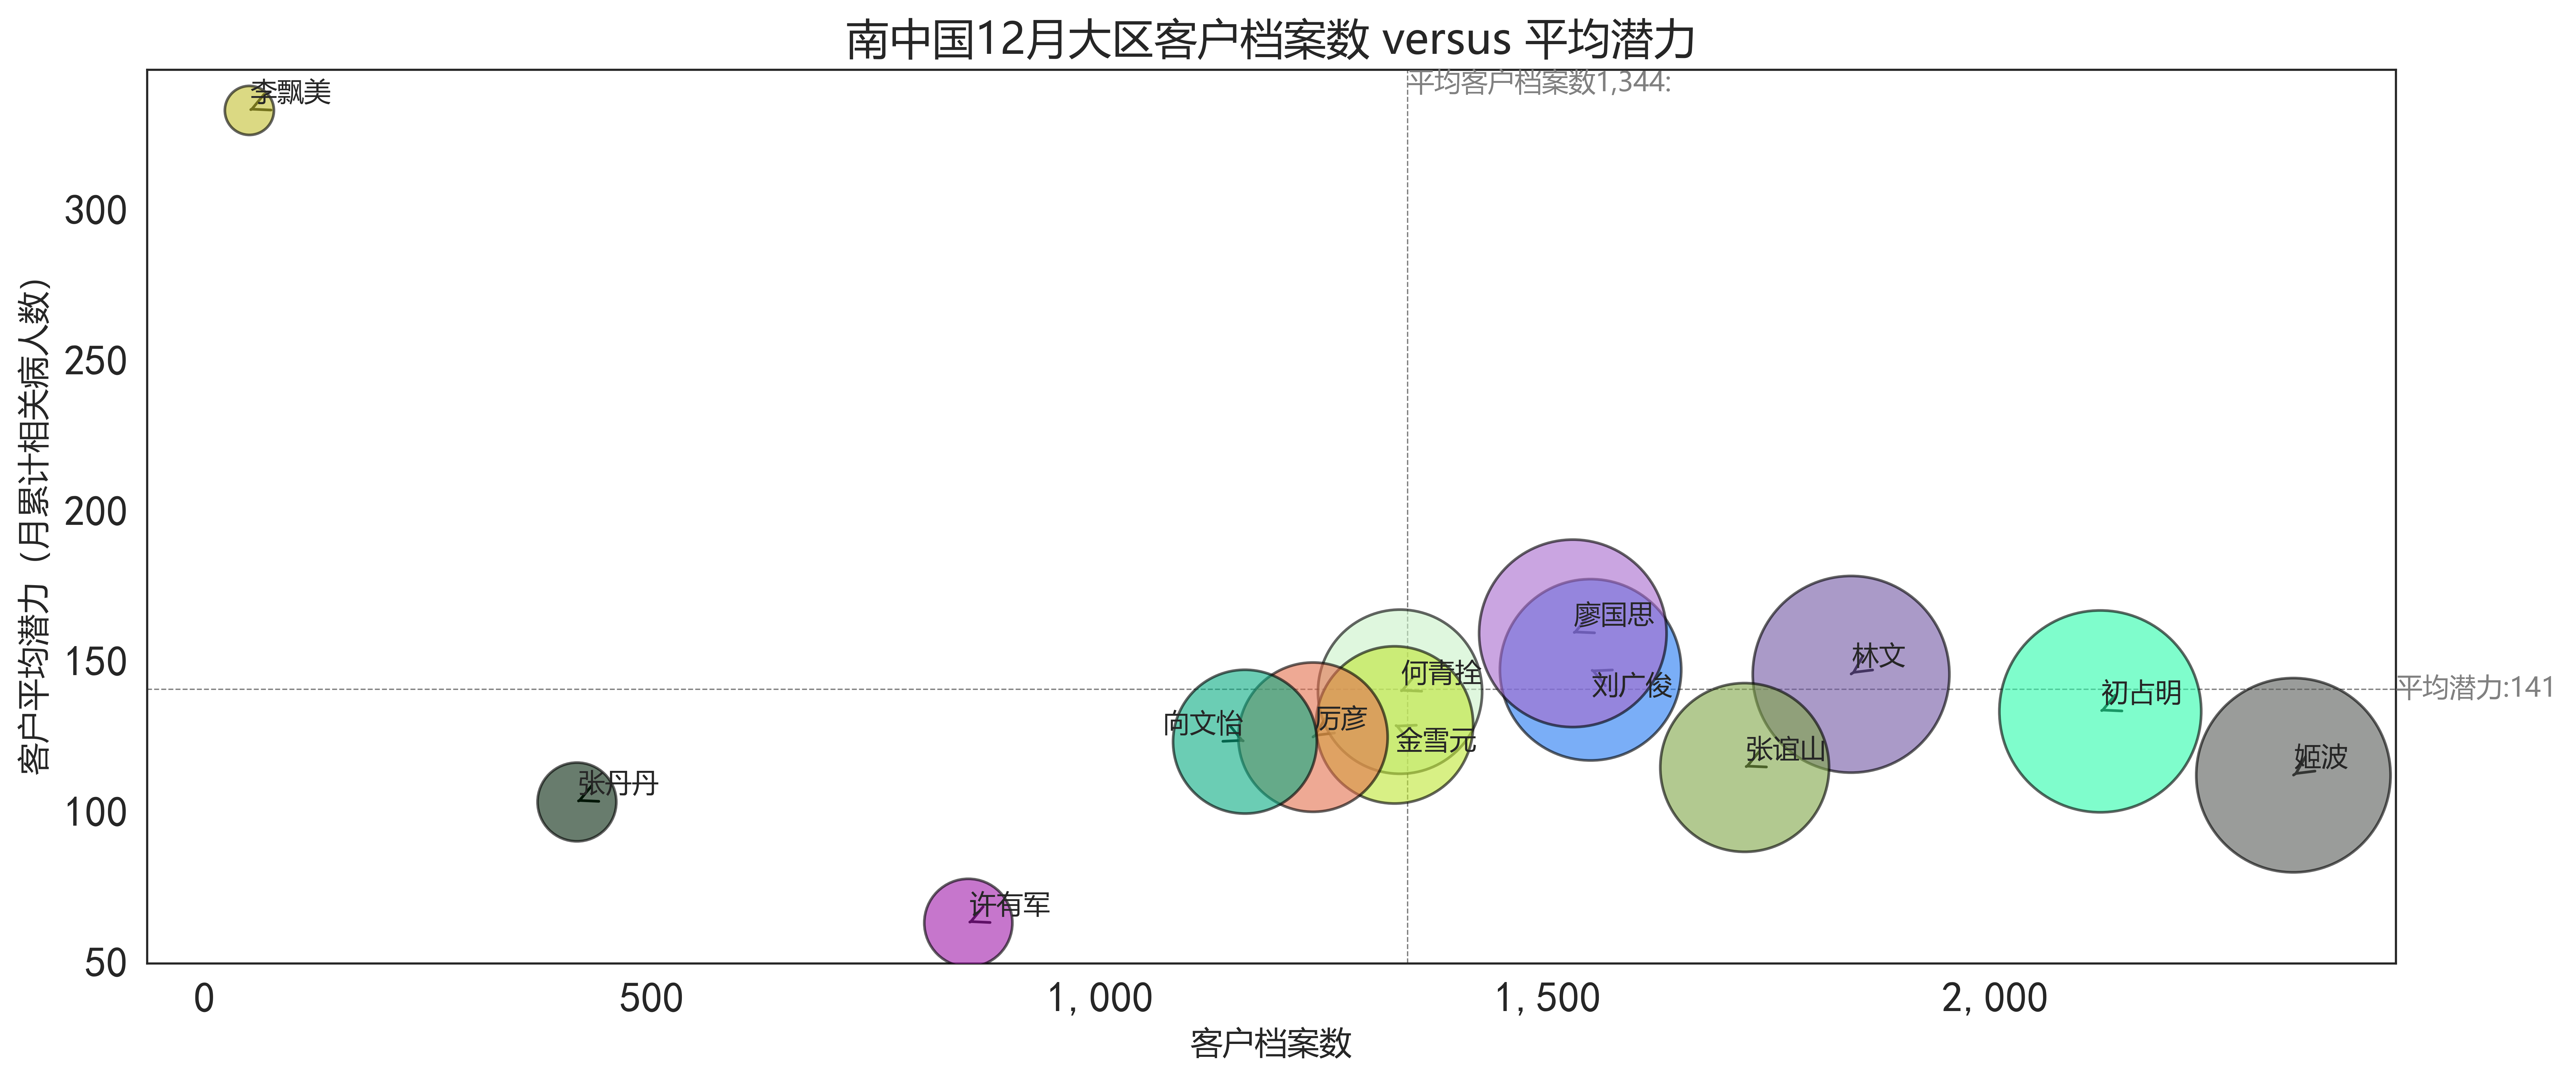 南中国12月大区客户档案数 versus 平均潜力
平均客户档案数1,344:
李飘美
300
250
200
150
100
50
客户平均潜力（月累计相关病人数）
廖国思
刘广俊
林文
何青拴
初占明
平均潜力:141
向文怡
厉彦
金雪元
张谊山
姬波
张丹丹
许有军
0
500
1,000
1,500
2,000
客户档案数